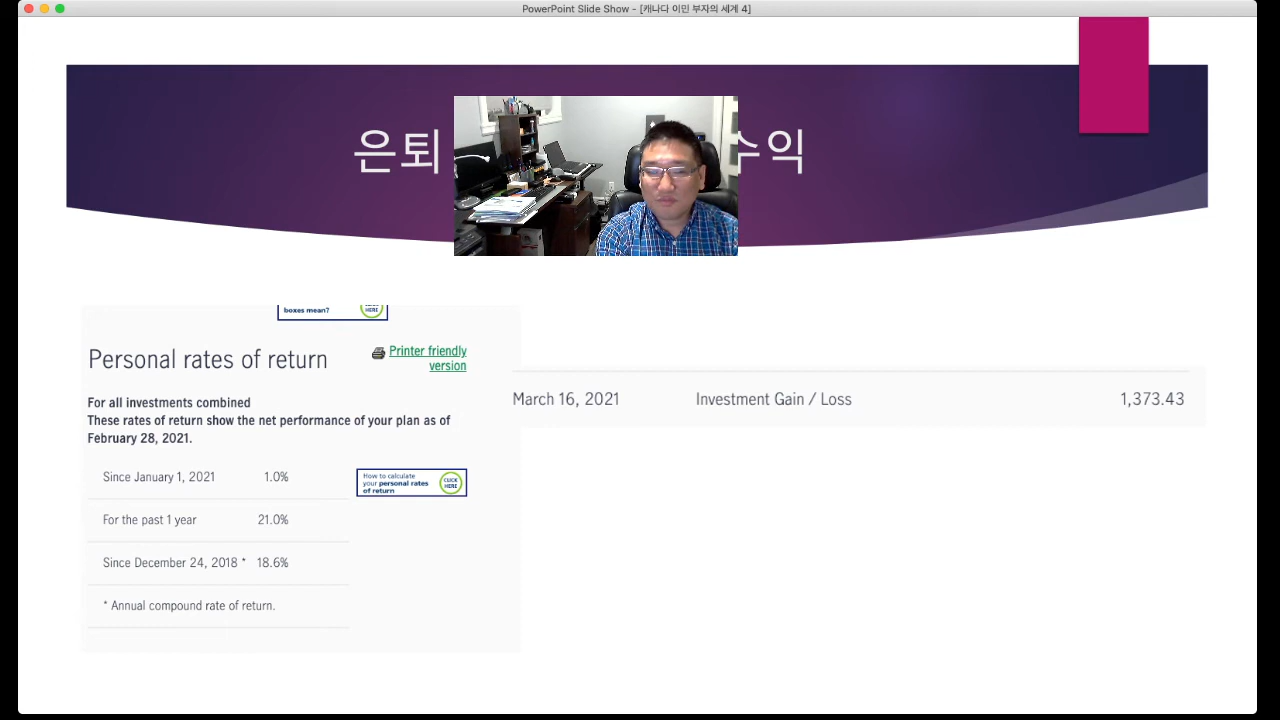 PowerPoint Slide Show - [캐나다 이민 부자의 세계 4]
은퇴 수익
boxes mean?
CLICK HERE
Personal rates of return
Printer friendly
version
For all investments combined
These rates of return show the net performance of your plan as of
February 28, 2021.
Since January 1, 2021 1.0%
How to calculate
your personal rates
of return
CLICK
HERE
For the past 1 year 21.0%
Since December 24, 2018 * 18.6%
* Annual compound rate of return.
March 16, 2021 Investment Gain / Loss 1,373.43